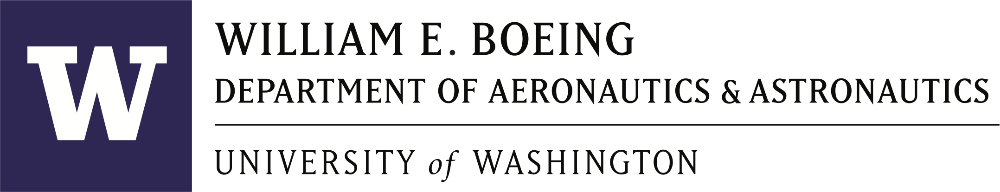 W
WILLIAM E. BOEING
DEPARTMENT OF AERONAUTICS & ASTRONAUTICS
UNIVERSITY of WASHINGTON